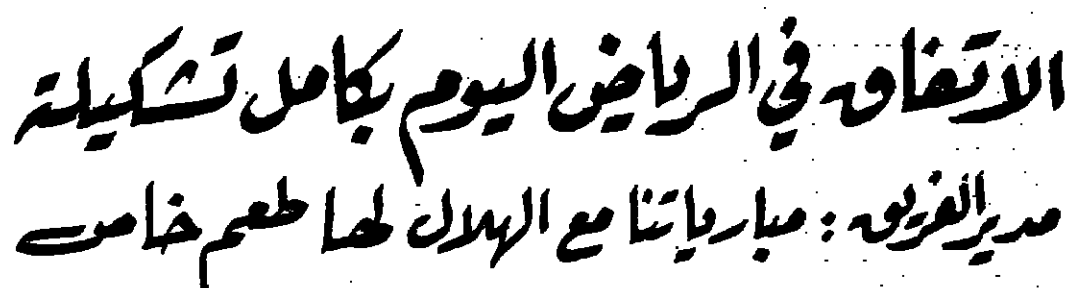 الاتفاق في الرياض اليوم بكامل تشكيلة
مدير الفريق : مبارياتنا مع الهلال لها طعم خاص